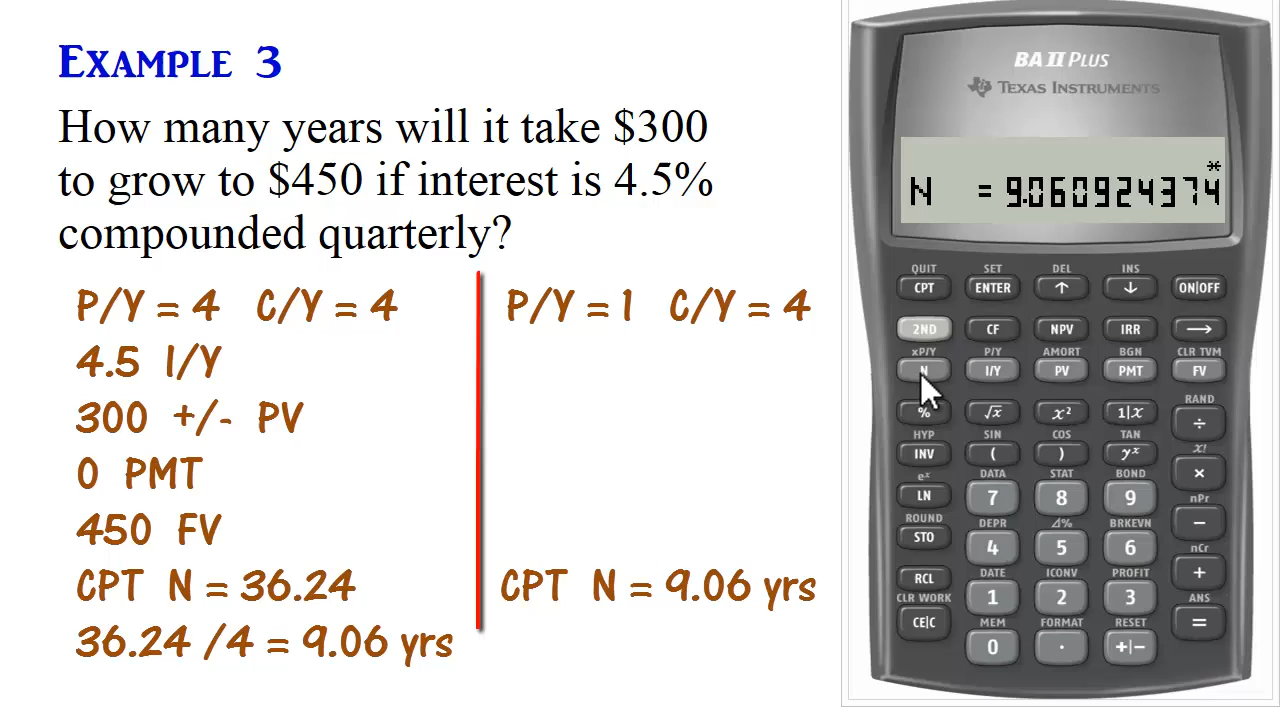 EXAMPLE 3
How many years will it take $300
to grow to $450 if interest is 4.5%
compounded quarterly?
P/Y = 4 C/Y = 4
4.5 I/Y
300 +/- PV
0 PMT
450 FV
CPT N = 36.24
36.24 /4 = 9.06 yrs
P/Y = 1 C/Y = 4
CPT N = 9.06 yrs
BA II PLUS
TEXAS INSTRUMENTS
*
N = 9.060924374
QUIT SET DEL INS
CPT ENTER ↑ ↓ ON|OFF
2ND CF NPV IRR →
xP/Y P/Y AMORT BGN CLR TVM
N I/Y PV PMT FV
RAND
% √x x² 1|x ÷
HYP SIN COS TAN x!
INV ( ) yˣ ×
eˣ DATA STAT BOND nPr
LN 7 8 9 −
ROUND DEPR Δ% BRKEVN nCr
STO 4 5 6 +
DATE ICONV PROFIT
RCL 1 2 3
CLR WORK MEM FORMAT RESET ANS
CE|C 0 . +|− =